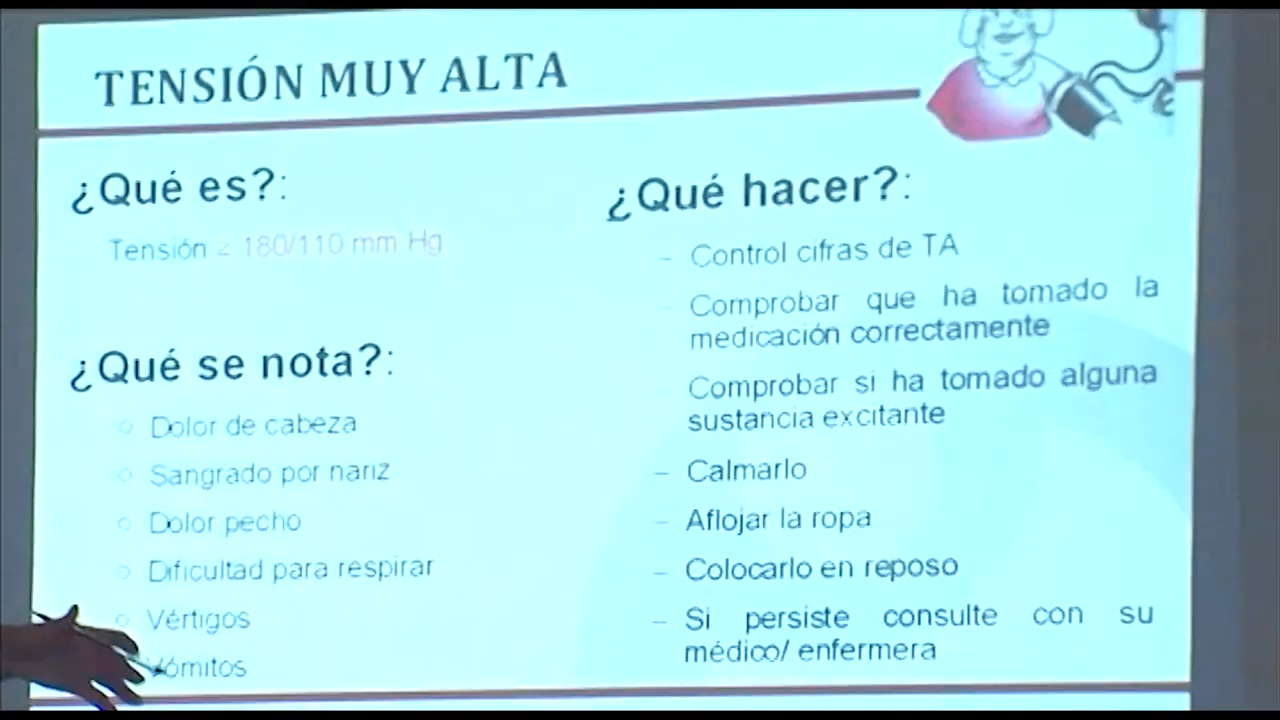 TENSIÓN MUY ALTA
¿Qué es?:
Tensión ≥ 180/110 mm Hg
¿Qué se nota?:
Dolor de cabeza
Sangrado por nariz
Dolor pecho
Dificultad para respirar
Vértigos
Vómitos
¿Qué hacer?:
– Control cifras de TA
Comprobar que ha tomado la
medicación correctamente
Comprobar si ha tomado alguna
sustancia excitante
– Calmarlo
– Aflojar la ropa
– Colocarlo en reposo
– Si persiste consulte con su
médico/ enfermera